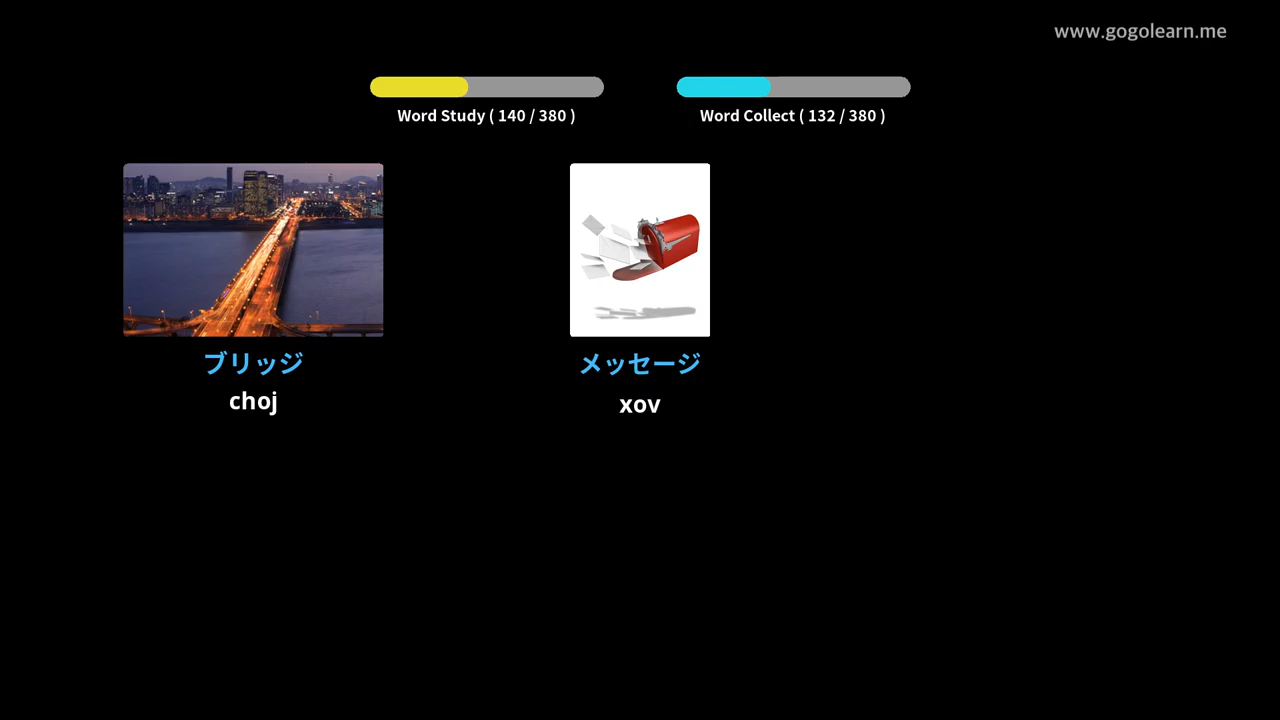 www.gogolearn.me
Word Study ( 140 / 380 )
Word Collect ( 132 / 380 )
ブリッジ
choj
メッセージ
xov